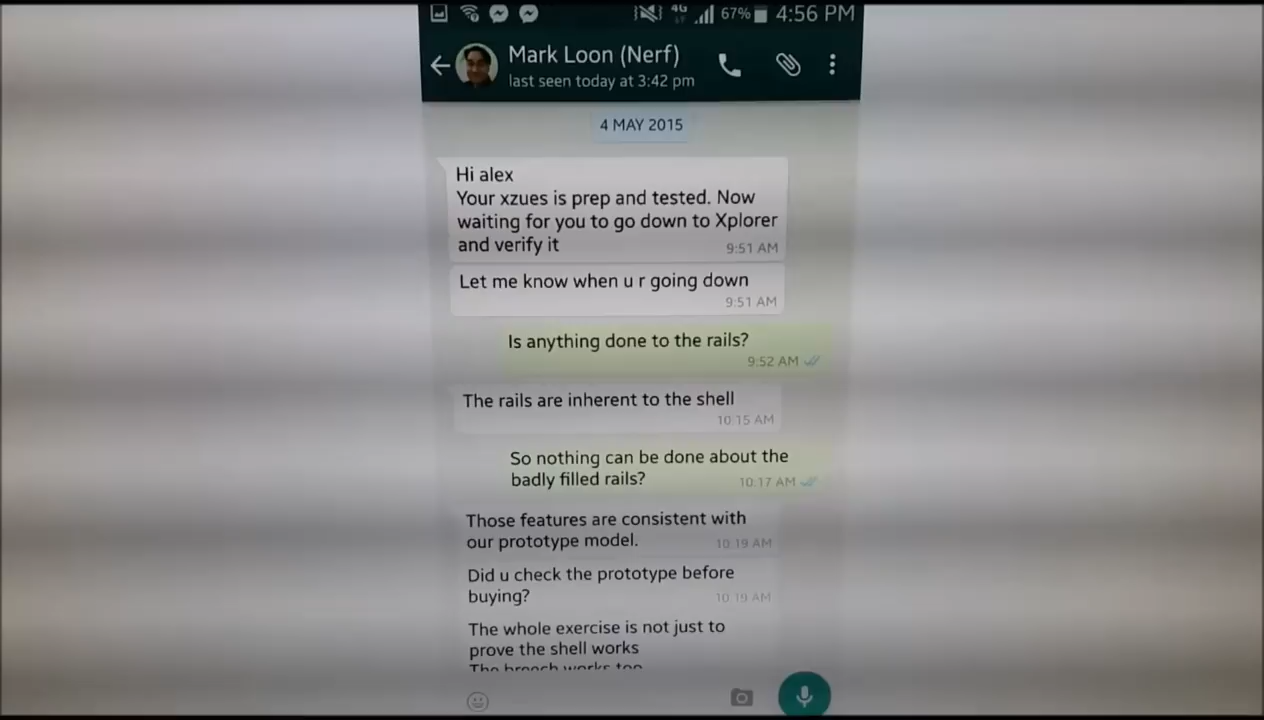 4G
67%
4:56 PM
Mark Loon (Nerf)
last seen today at 3:42 pm
4 MAY 2015
Hi alex
Your xzues is prep and tested. Now
waiting for you to go down to Xplorer
and verify it
9:51 AM
Let me know when u r going down
9:51 AM
Is anything done to the rails?
9:52 AM
The rails are inherent to the shell
10:15 AM
So nothing can be done about the
badly filled rails?
10:17 AM
Those features are consistent with
our prototype model.
10:19 AM
Did u check the prototype before
buying?
10:19 AM
The whole exercise is not just to
prove the shell works
The breech works too